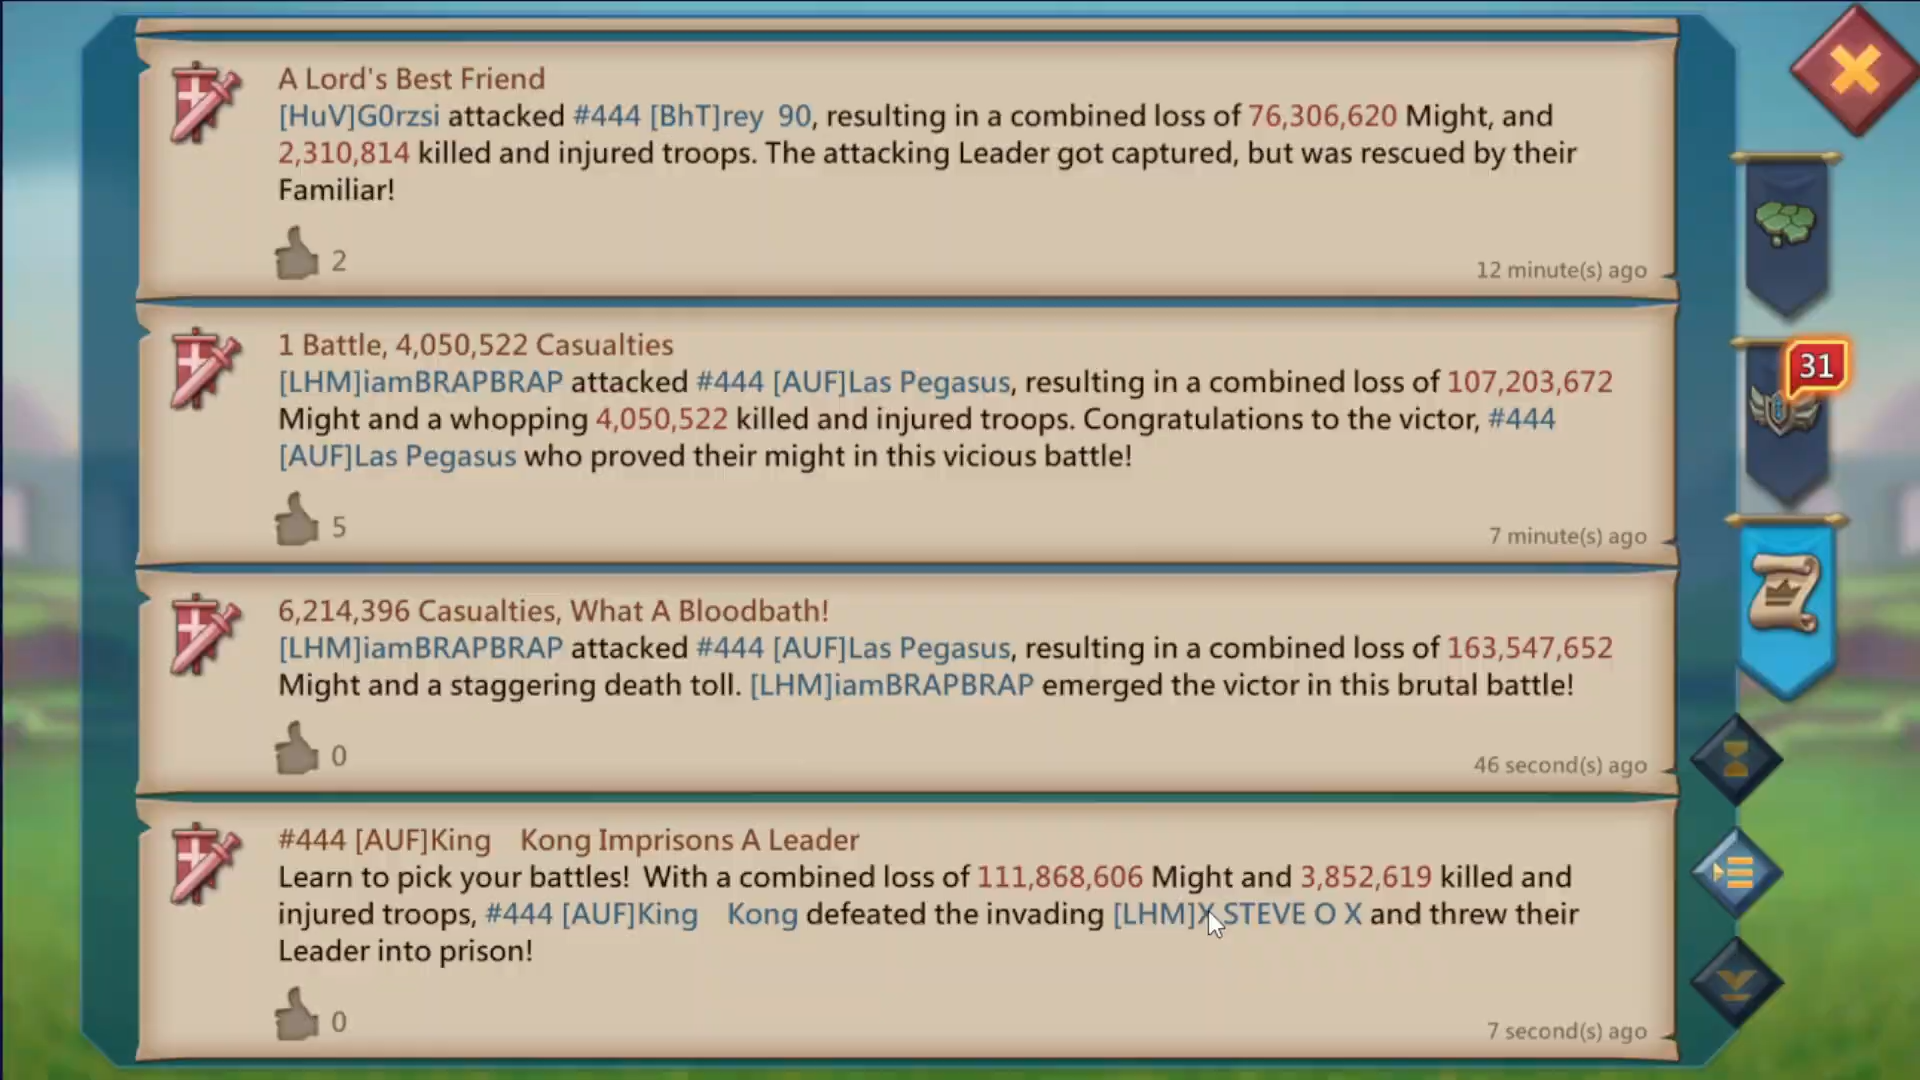 A Lord's Best Friend
[HuV]G0rzsi attacked #444 [BhT]rey  90, resulting in a combined loss of 76,306,620 Might, and
2,310,814 killed and injured troops. The attacking Leader got captured, but was rescued by their
Familiar!
2
12 minute(s) ago
1 Battle, 4,050,522 Casualties
[LHM]iamBRAPBRAP attacked #444 [AUF]Las Pegasus, resulting in a combined loss of 107,203,672
Might and a whopping 4,050,522 killed and injured troops. Congratulations to the victor, #444
[AUF]Las Pegasus who proved their might in this vicious battle!
5
7 minute(s) ago
6,214,396 Casualties, What A Bloodbath!
[LHM]iamBRAPBRAP attacked #444 [AUF]Las Pegasus, resulting in a combined loss of 163,547,652
Might and a staggering death toll. [LHM]iamBRAPBRAP emerged the victor in this brutal battle!
0
46 second(s) ago
#444 [AUF]King   Kong Imprisons A Leader
Learn to pick your battles!  With a combined loss of 111,868,606 Might and 3,852,619 killed and
injured troops, #444 [AUF]King   Kong defeated the invading [LHM]X STEVE O X and threw their
Leader into prison!
0
7 second(s) ago
31